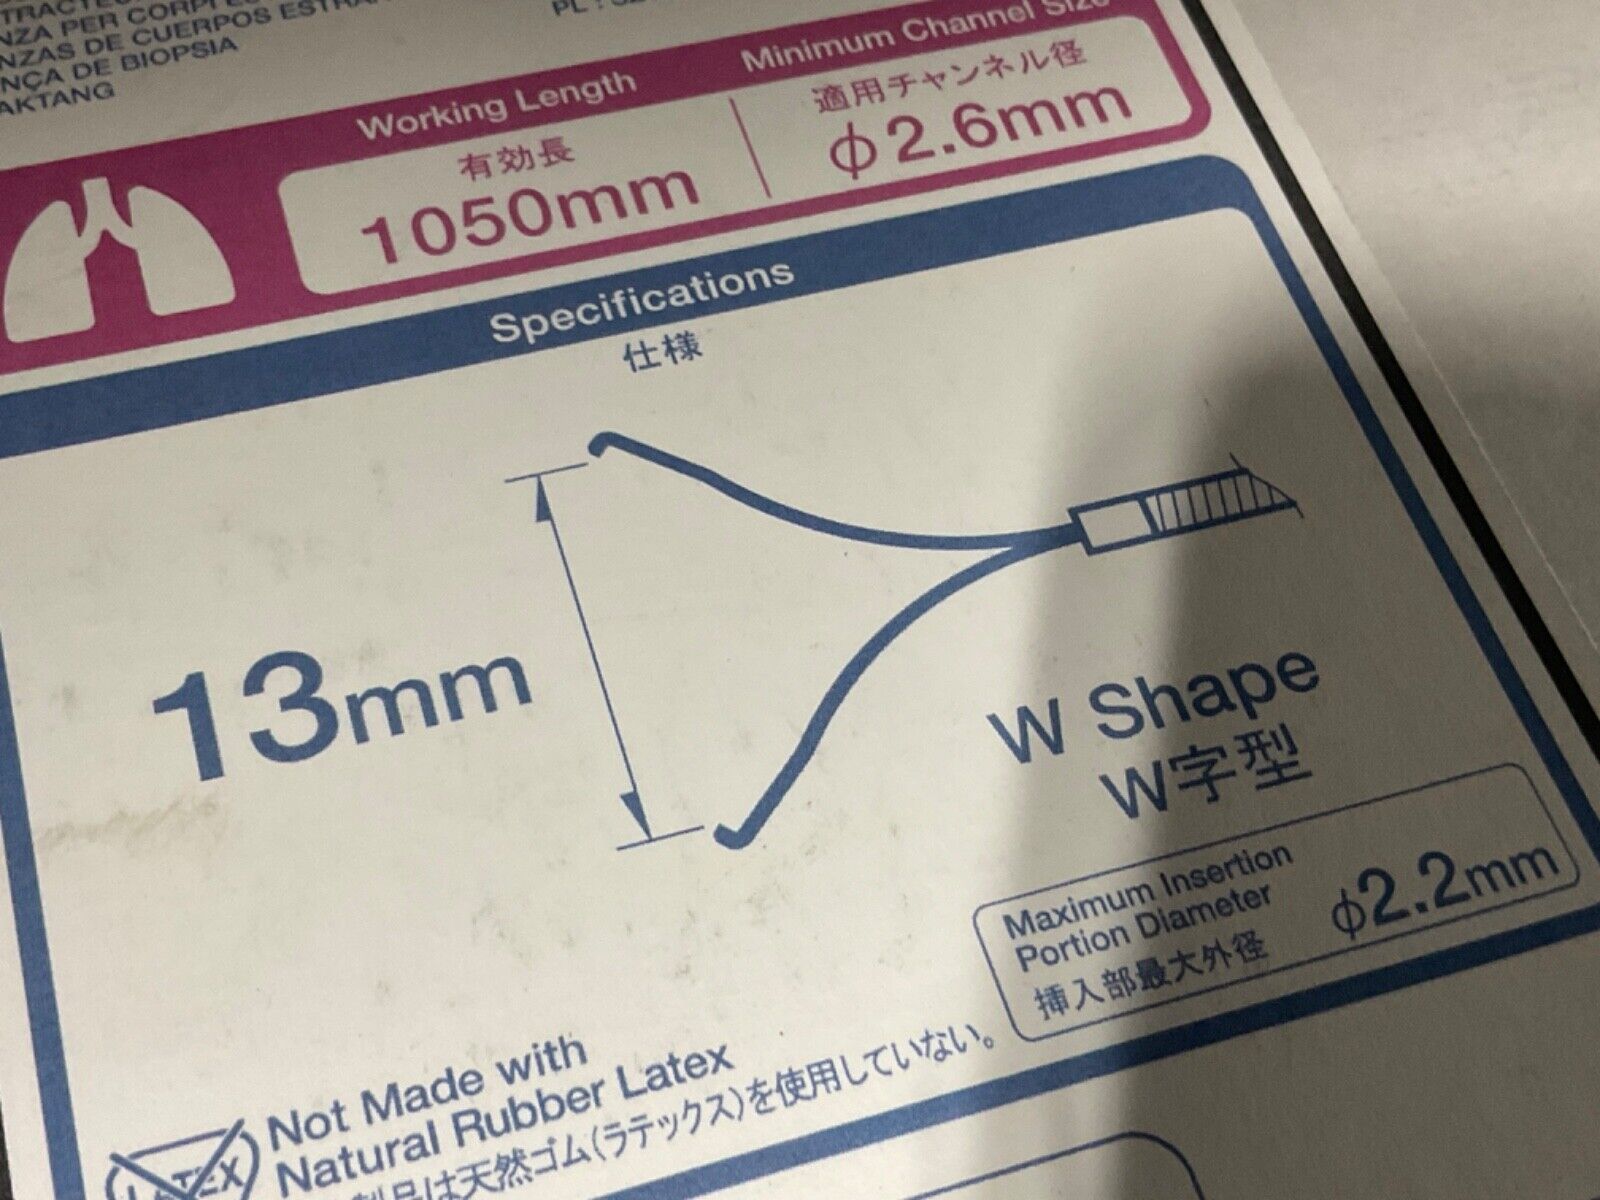 NZA PER CORPI ES
NZAS DE CUERPOS EXTRA
NÇA DE BIOPSIA
AKTANG
Working Length
Minimum Channel Size
有効長
適用チャンネル径
1050mm
φ2.6mm
Specifications
仕様
13mm
W Shape
W字型
Maximum Insertion
Portion Diameter
φ2.2mm
挿入部最大外径
Not Made with
Natural Rubber Latex
製品は天然ゴム(ラテックス)を使用していない。
LATEX